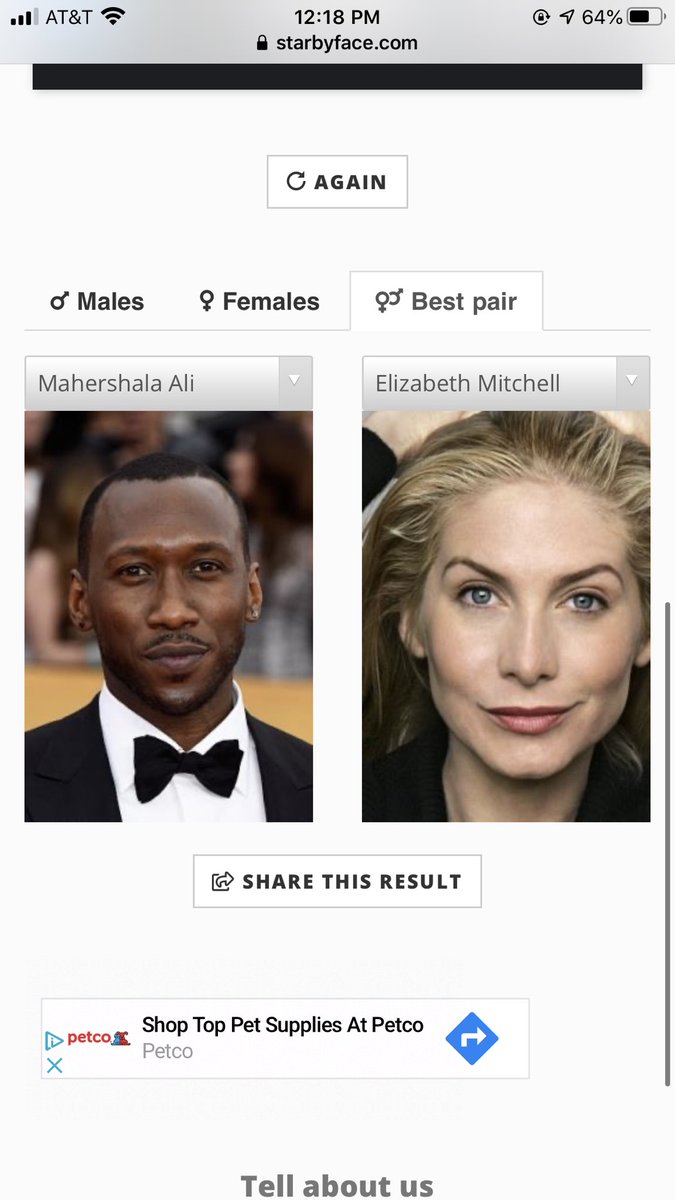 AT&T 12:18 PM 64%
starbyface.com
AGAIN
Males Females Best pair
Mahershala Ali Elizabeth Mitchell
SHARE THIS RESULT
petco Shop Top Pet Supplies At Petco
Petco
Tell about us